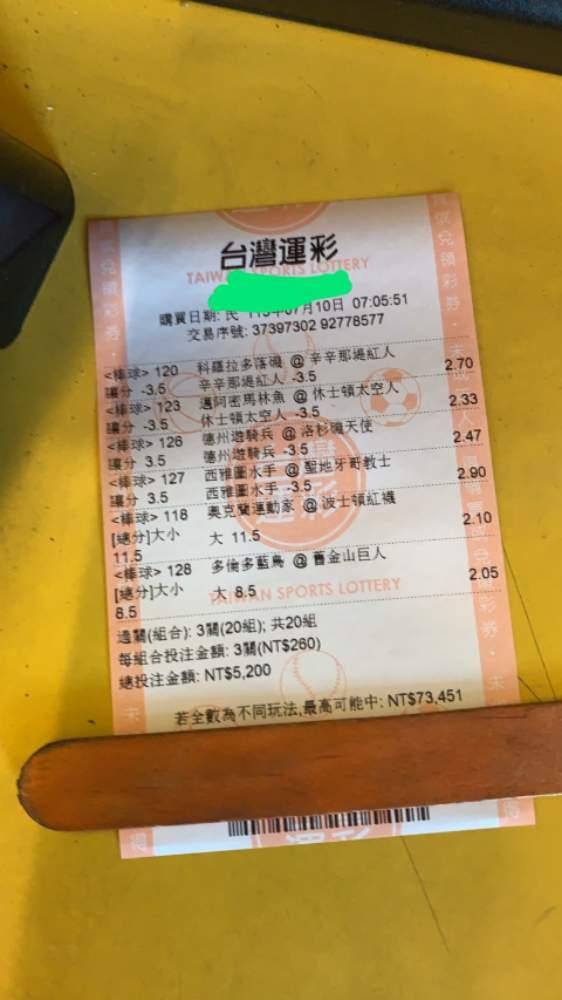 台灣運彩
TAIWAN SPORTS LOTTERY
購買日期: 民 115年07月10日 07:05:51
交易序號: 37397302 92778577
<棒球> 120 科羅拉多落磯 @ 辛辛那堤紅人
讓分 -3.5 辛辛那堤紅人 -3.5 2.70
<棒球> 123 邁阿密馬林魚 @ 休士頓太空人
讓分 -3.5 休士頓太空人 -3.5 2.33
<棒球> 126 德州遊騎兵 @ 洛杉磯天使
讓分 3.5 德州遊騎兵 -3.5 2.47
<棒球> 127 西雅圖水手 @ 聖地牙哥教士
讓分 3.5 西雅圖水手 -3.5 2.90
<棒球> 118 奧克蘭運動家 @ 波士頓紅襪
[總分]大小 大 11.5 2.10
11.5
<棒球> 128 多倫多藍鳥 @ 舊金山巨人
[總分]大小 大 8.5 2.05
8.5
TAIWAN SPORTS LOTTERY
過關(組合): 3關(20組); 共20組
每組合投注金額: 3關(NT$260)
總投注金額: NT$5,200
若全數為不同玩法,最高可能中: NT$73,451